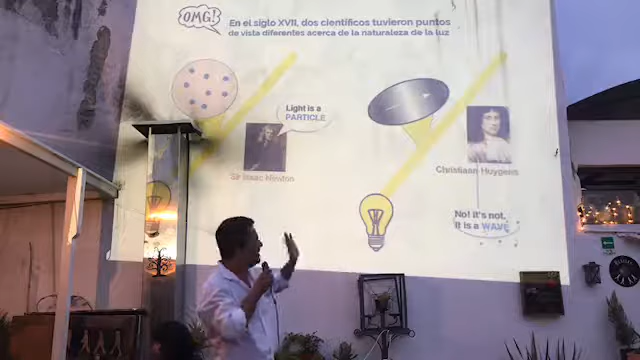 OMG!
En el siglo XVII, dos científicos tuvieron puntos
de vista diferentes acerca de la naturaleza de la luz
Light is a
PARTICLE
Sir Isaac Newton
Christiaan Huygens
No! it's not.
it is a WAVE